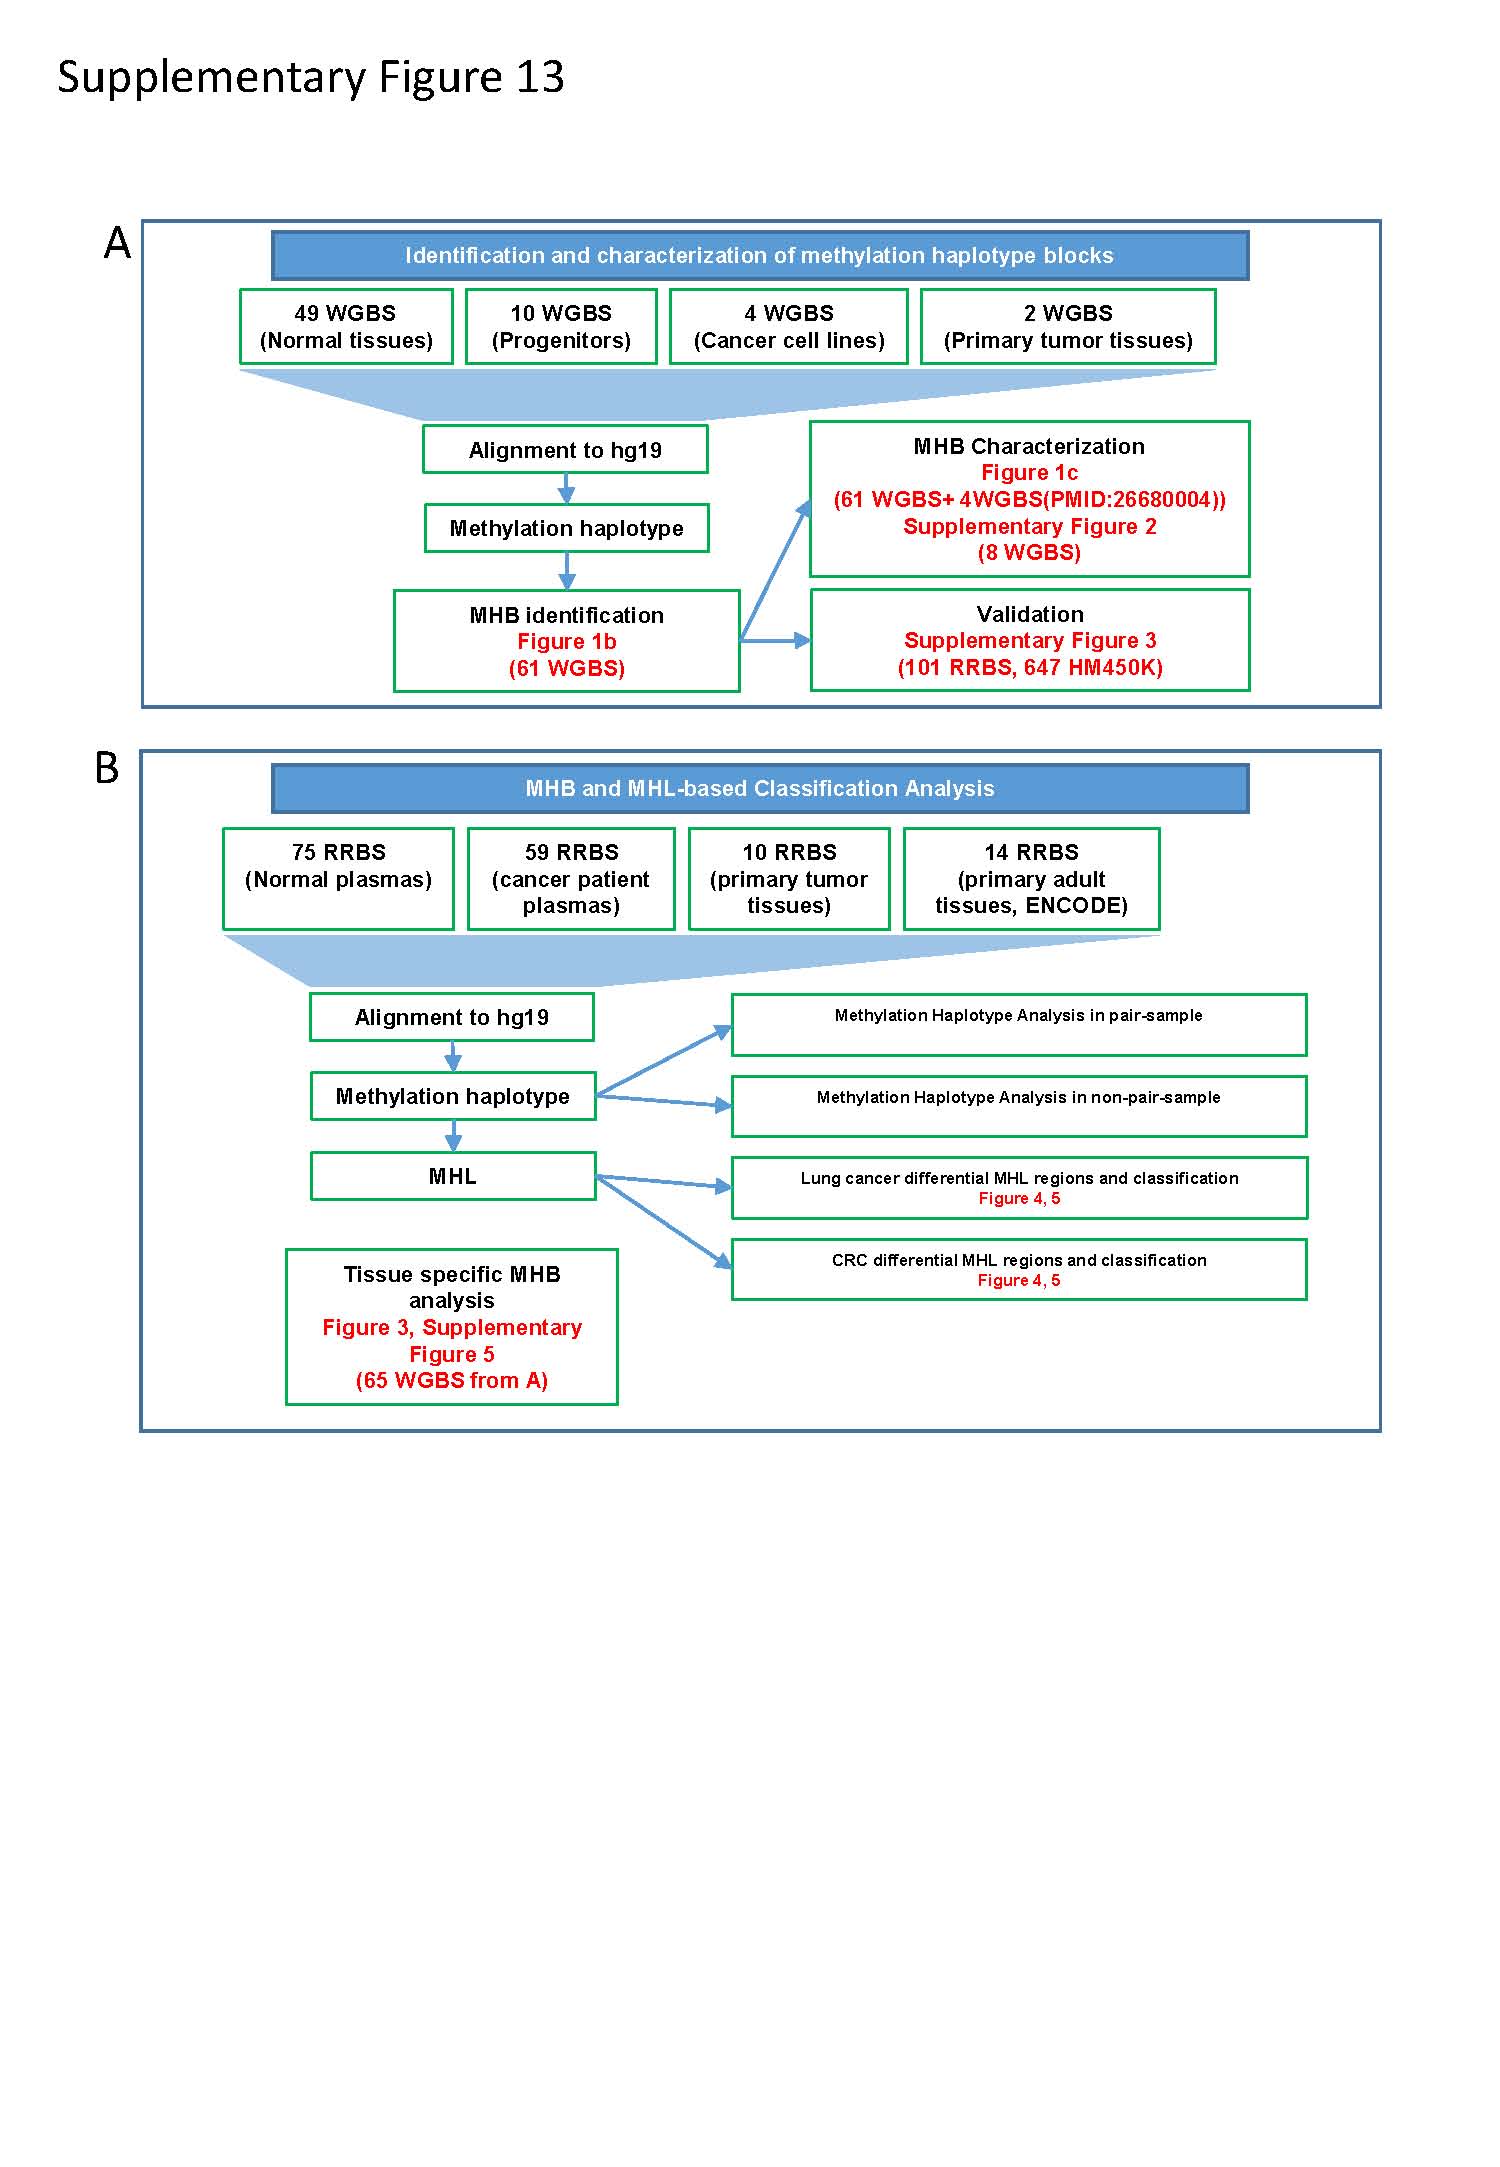 Supplementary Figure 13
A
Identification and characterization of methylation haplotype blocks
49 WGBS
(Normal tissues)
10 WGBS
(Progenitors)
4 WGBS
(Cancer cell lines)
2 WGBS
(Primary tumor tissues)
Alignment to hg19
Methylation haplotype
MHB identification
Figure 1b
(61 WGBS)
MHB Characterization
Figure 1c
(61 WGBS+ 4WGBS(PMID:26680004))
Supplementary Figure 2
(8 WGBS)
Validation
Supplementary Figure 3
(101 RRBS, 647 HM450K)
B
MHB and MHL-based Classification Analysis
75 RRBS
(Normal plasmas)
59 RRBS
(cancer patient
plasmas)
10 RRBS
(primary tumor
tissues)
14 RRBS
(primary adult
tissues, ENCODE)
Alignment to hg19
Methylation haplotype
MHL
Tissue specific MHB
analysis
Figure 3, Supplementary
Figure 5
(65 WGBS from A)
Methylation Haplotype Analysis in pair-sample
Methylation Haplotype Analysis in non-pair-sample
Lung cancer differential MHL regions and classification
Figure 4, 5
CRC differential MHL regions and classification
Figure 4, 5